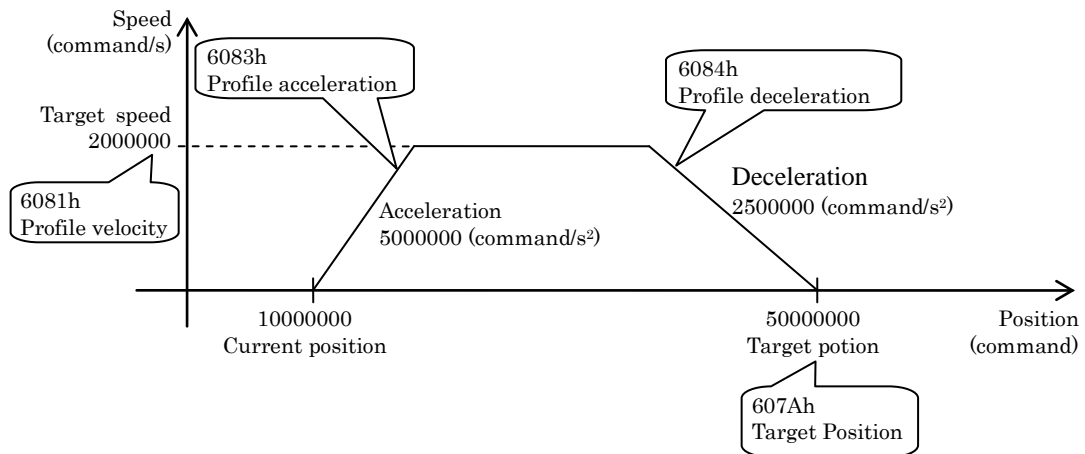 Speed
(command/s)
6083h
Profile acceleration
6084h
Profile deceleration
Target speed
2000000
6081h
Profile velocity
Acceleration
5000000 (command/s²)
Deceleration
2500000 (command/s²)
10000000
Current position
50000000
Target potion
Position
(command)
607Ah
Target Position